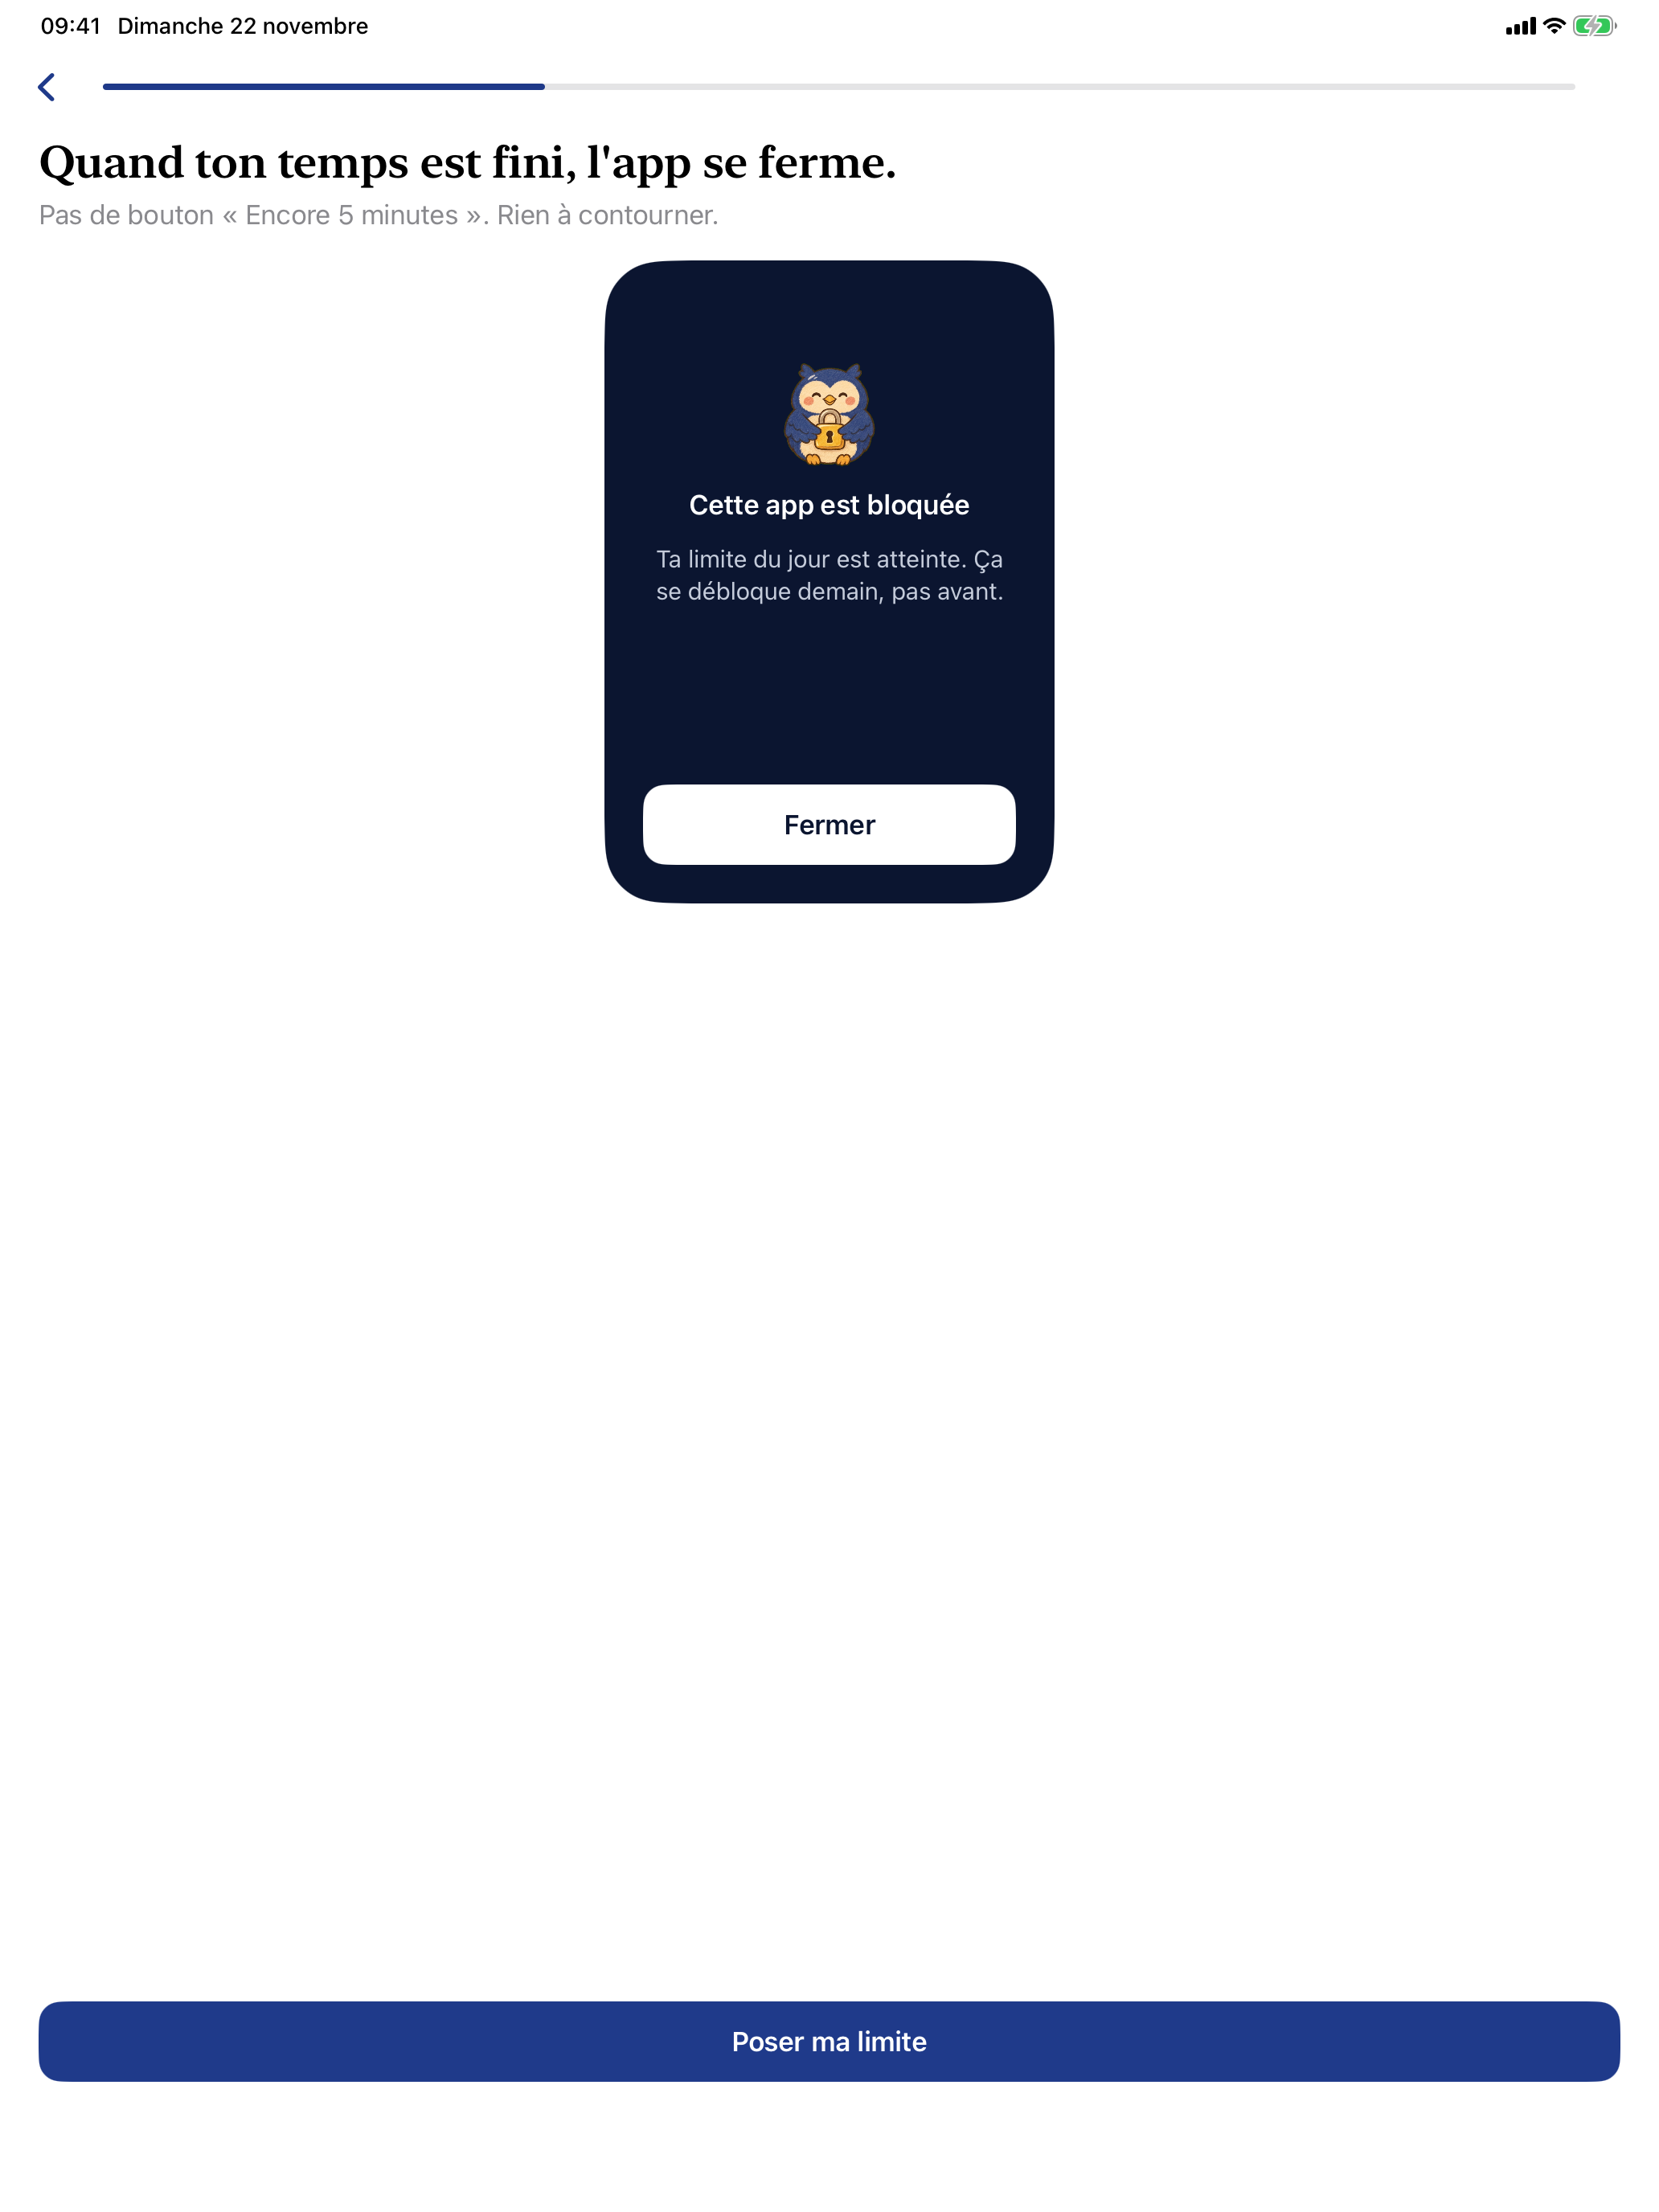 09:41 Dimanche 22 novembre
Quand ton temps est fini, l'app se ferme.
Pas de bouton « Encore 5 minutes ». Rien à contourner.
Cette app est bloquée
Ta limite du jour est atteinte. Ça
se débloque demain, pas avant.
Fermer
Poser ma limite